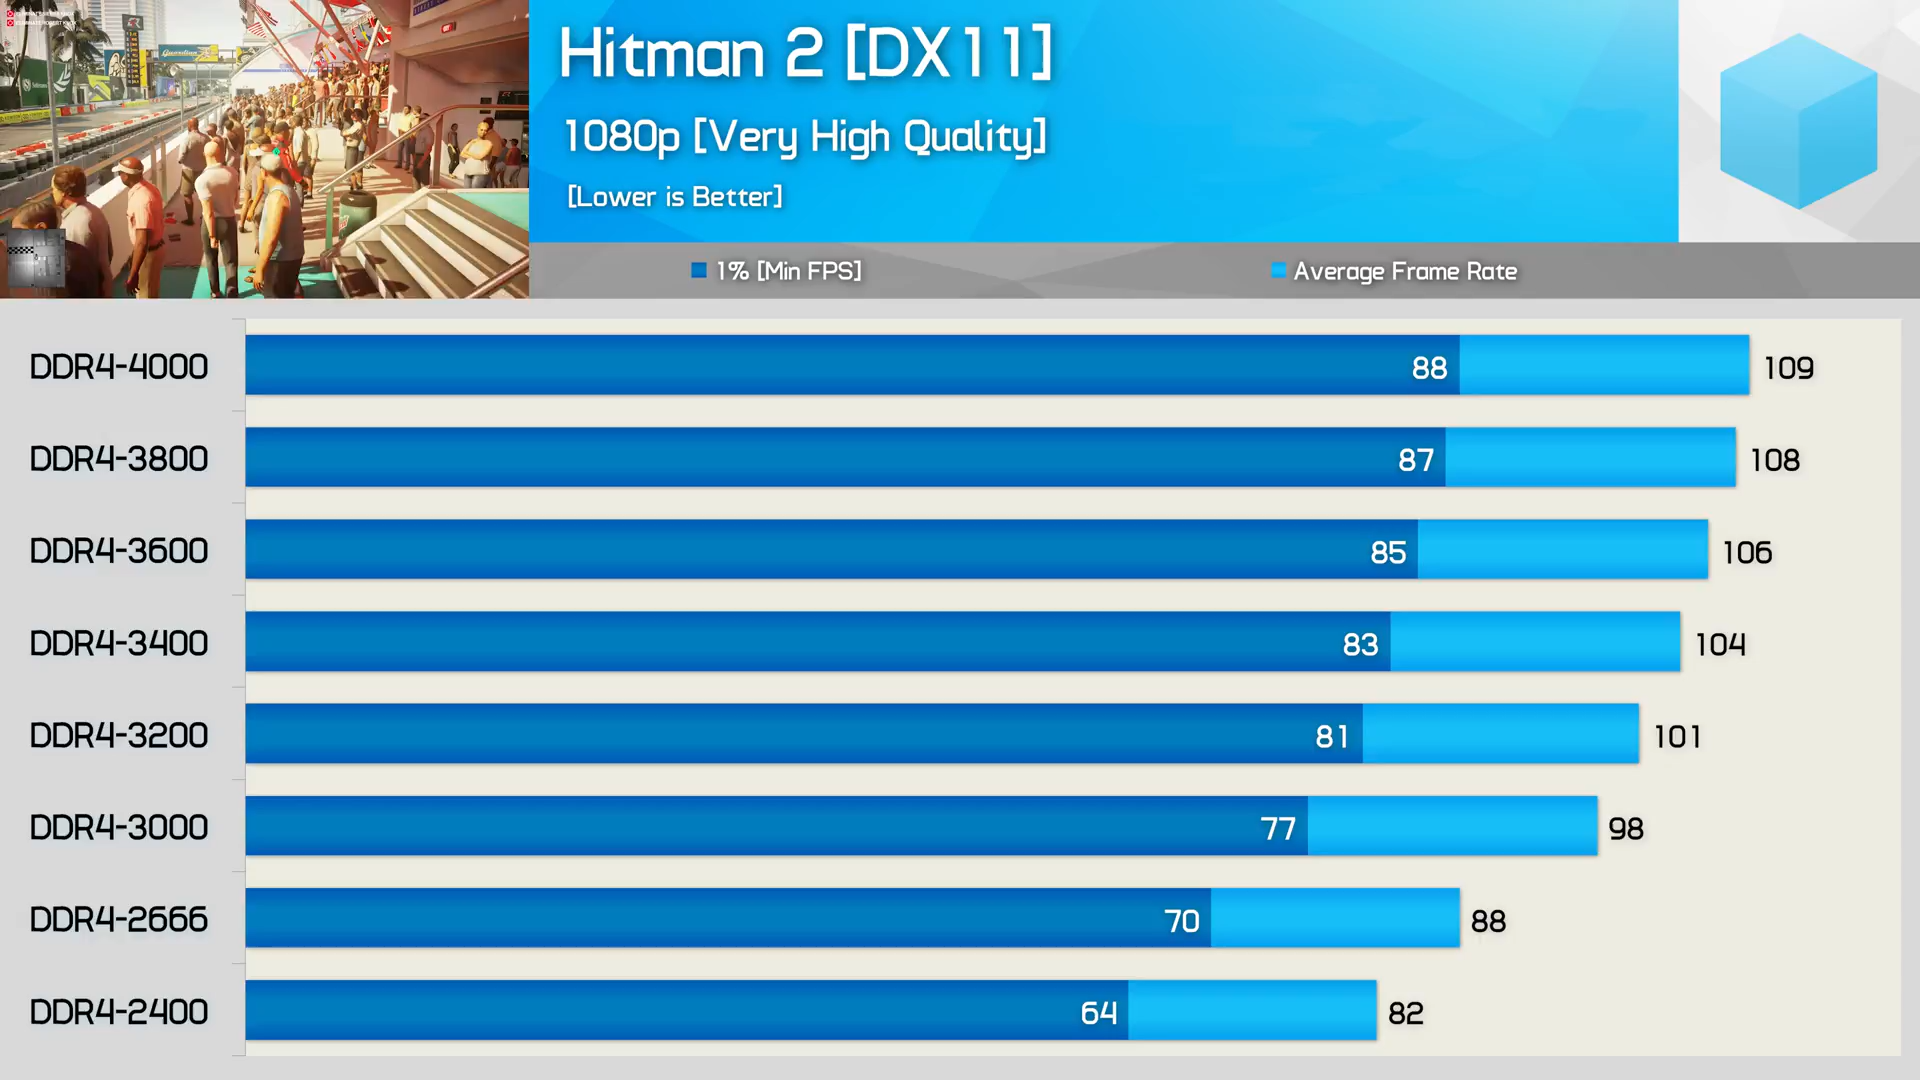 Hitman 2 [DX11]
1080p [Very High Quality]
[Lower is Better]
1% [Min FPS] Average Frame Rate
DDR4-4000 88 109
DDR4-3800 87 108
DDR4-3600 85 106
DDR4-3400 83 104
DDR4-3200 81 101
DDR4-3000 77 98
DDR4-2666 70 88
DDR4-2400 64 82